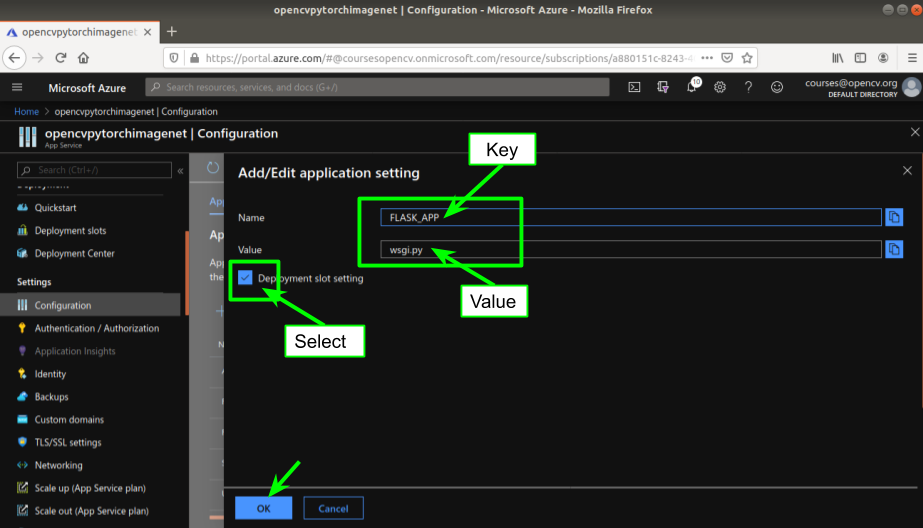 opencvpytorchimagenet | Configuration - Microsoft Azure - Mozilla Firefox
opencvpytorchimagenet
https://portal.azure.com/#@coursesopencv.onmicrosoft.com/resource/subscriptions/a880151c-8243-4
Microsoft Azure
Search resources, services, and docs (G+/)
10
courses@opencv.org
DEFAULT DIRECTORY
Home > opencvpytorchimagenet | Configuration
opencvpytorchimagenet | Configuration
App Service
Search (Ctrl+/)
Deployment
Quickstart
Deployment slots
Deployment Center
Settings
Configuration
Authentication / Authorization
Application Insights
Identity
Backups
Custom domains
TLS/SSL settings
Networking
Scale up (App Service plan)
Scale out (App Service plan)
Add/Edit application setting
Key
Name
FLASK_APP
Value
wsgi.py
Deployment slot setting
Value
Select
OK
Cancel